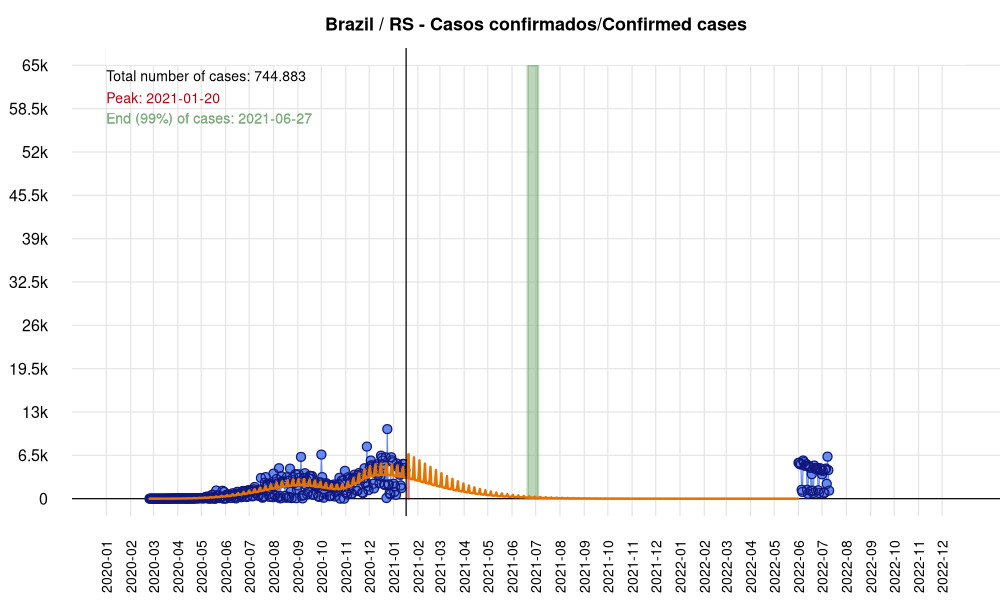 Brazil / RS - Casos confirmados/Confirmed cases
Total number of cases: 744.883
Peak: 2021-01-20
End (99%) of cases: 2021-06-27
65k
58.5k
52k
45.5k
39k
32.5k
26k
19.5k
13k
6.5k
0
2020-01
2020-02
2020-03
2020-04
2020-05
2020-06
2020-07
2020-08
2020-09
2020-10
2020-11
2020-12
2021-01
2021-02
2021-03
2021-04
2021-05
2021-06
2021-07
2021-08
2021-09
2021-10
2021-11
2021-12
2022-01
2022-02
2022-03
2022-04
2022-05
2022-06
2022-07
2022-08
2022-09
2022-10
2022-11
2022-12